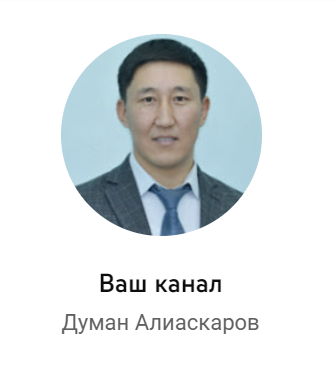 Ваш канал
Думан Алиаскаров